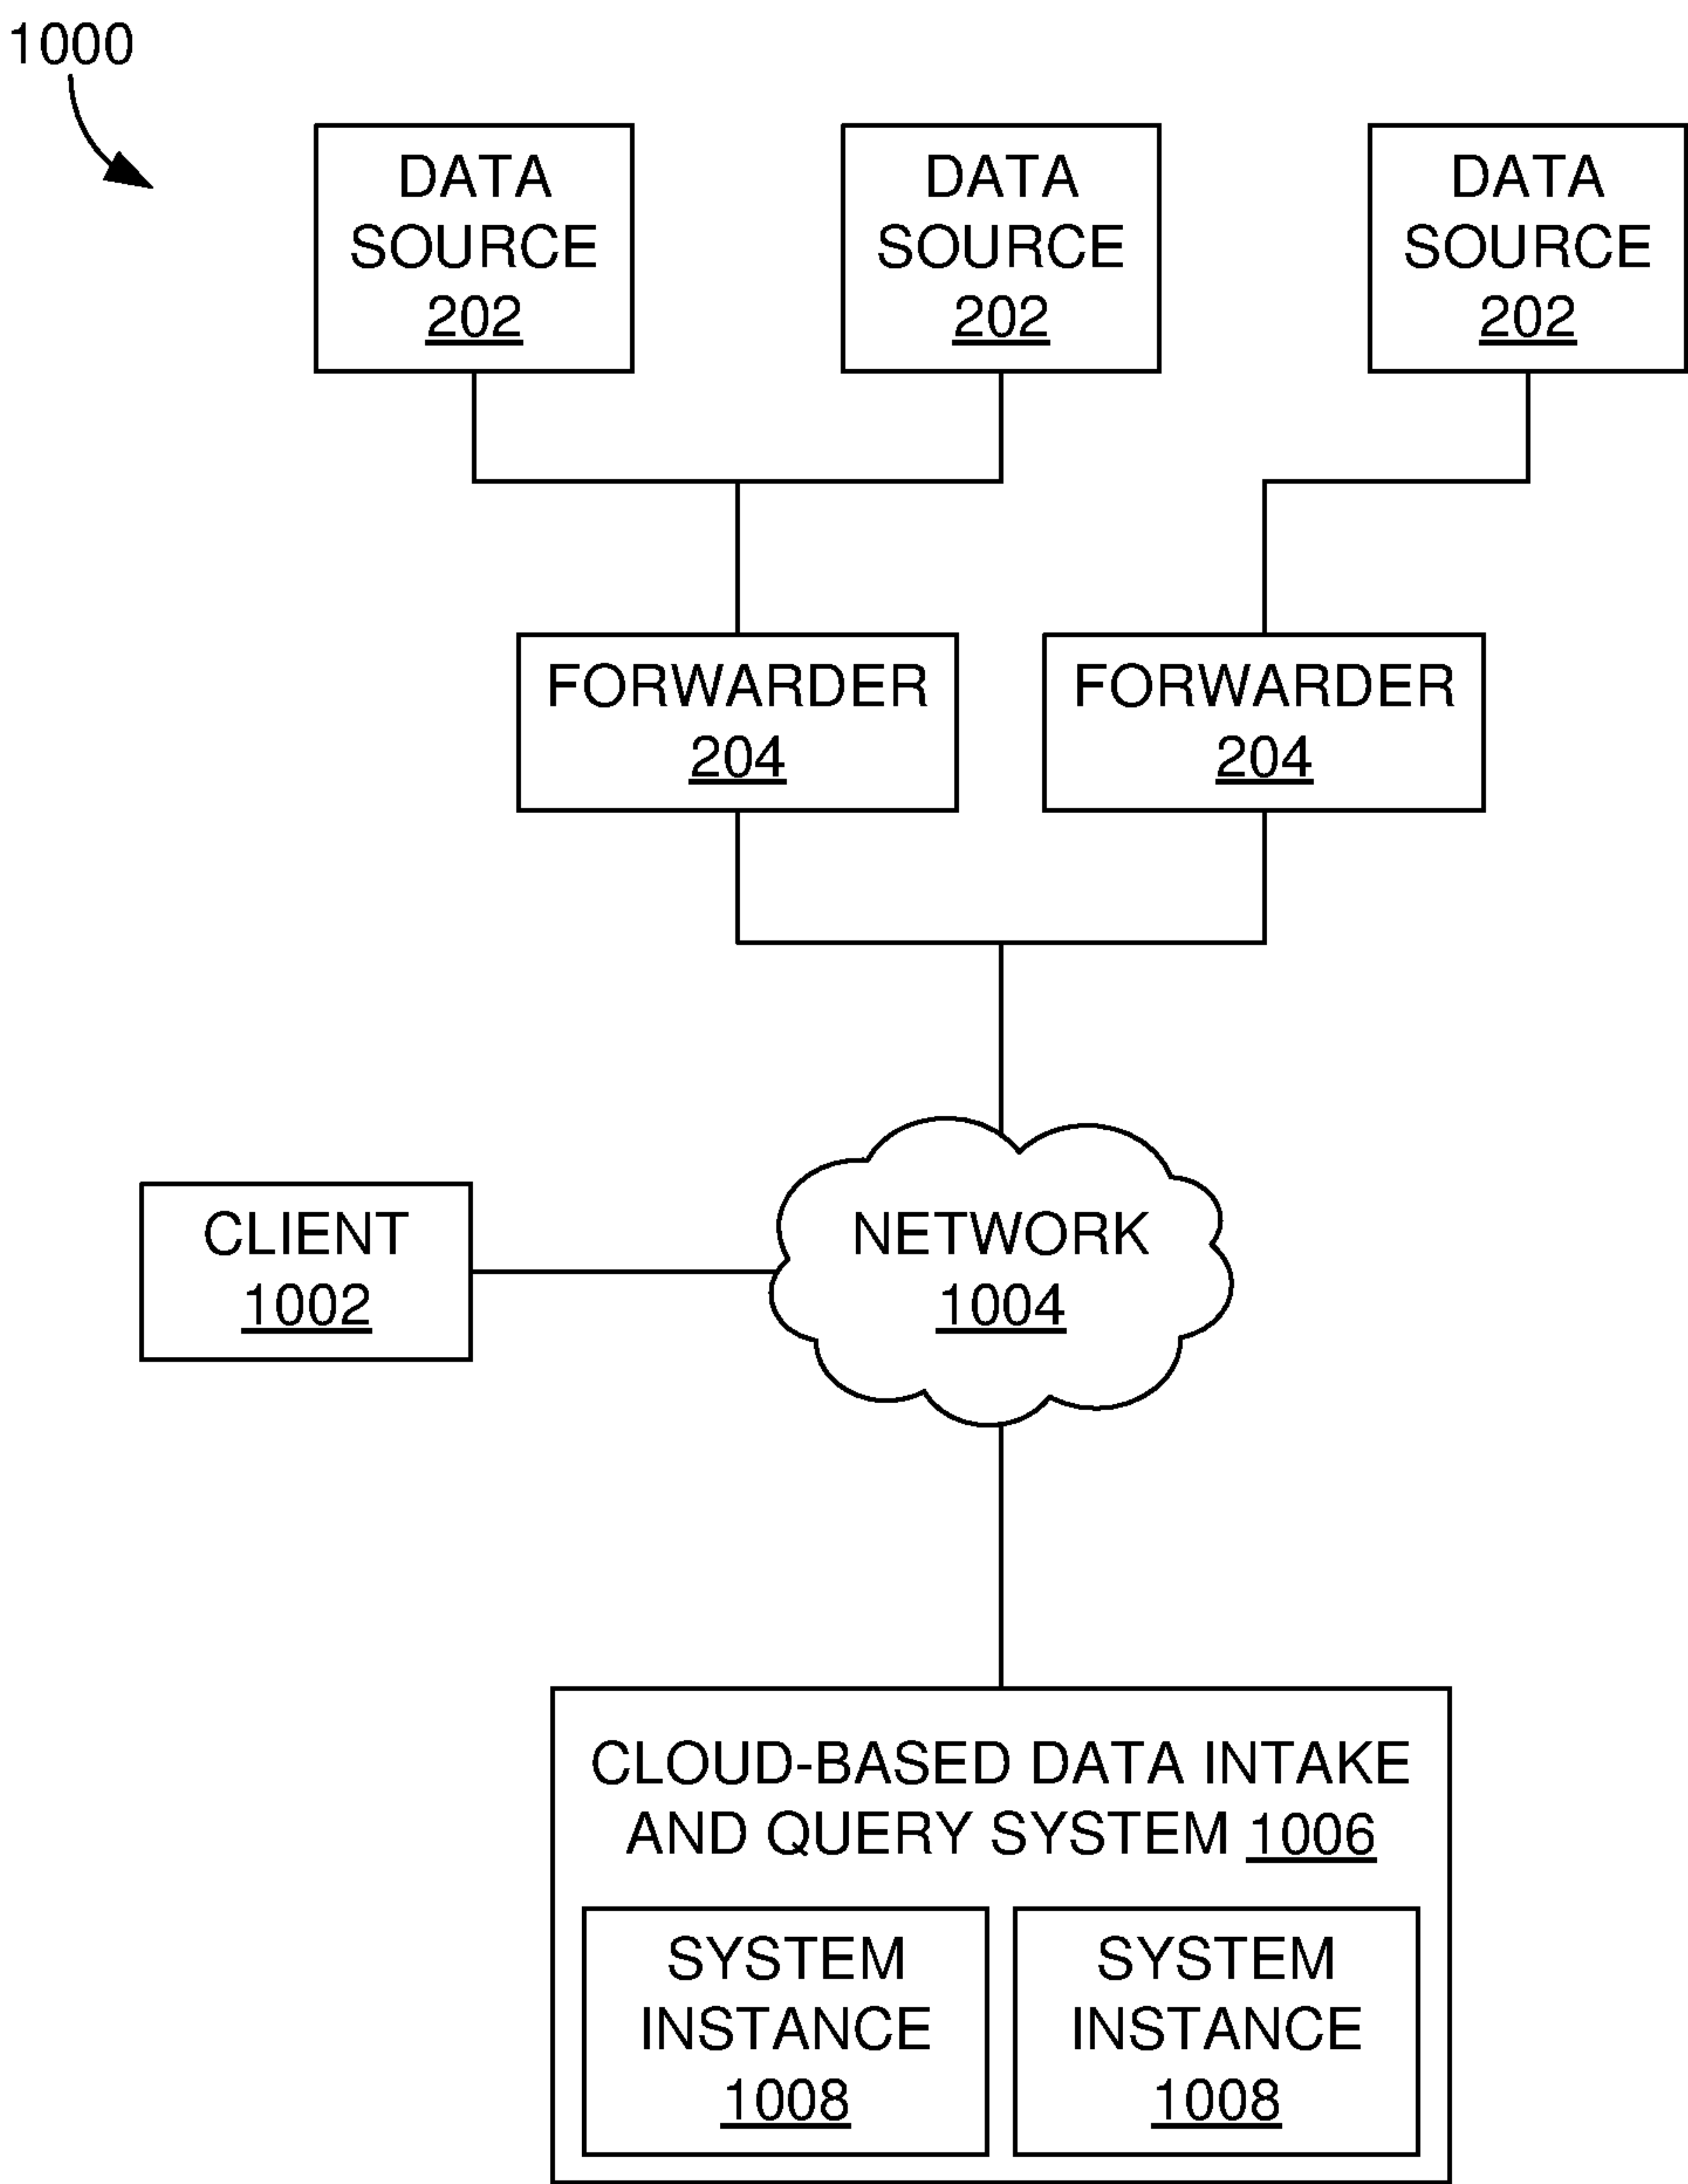 1000
DATA
SOURCE
202
DATA
SOURCE
202
DATA
SOURCE
202
FORWARDER
204
FORWARDER
204
CLIENT
1002
NETWORK
1004
CLOUD-BASED DATA INTAKE
AND QUERY SYSTEM 1006
SYSTEM
INSTANCE
1008
SYSTEM
INSTANCE
1008